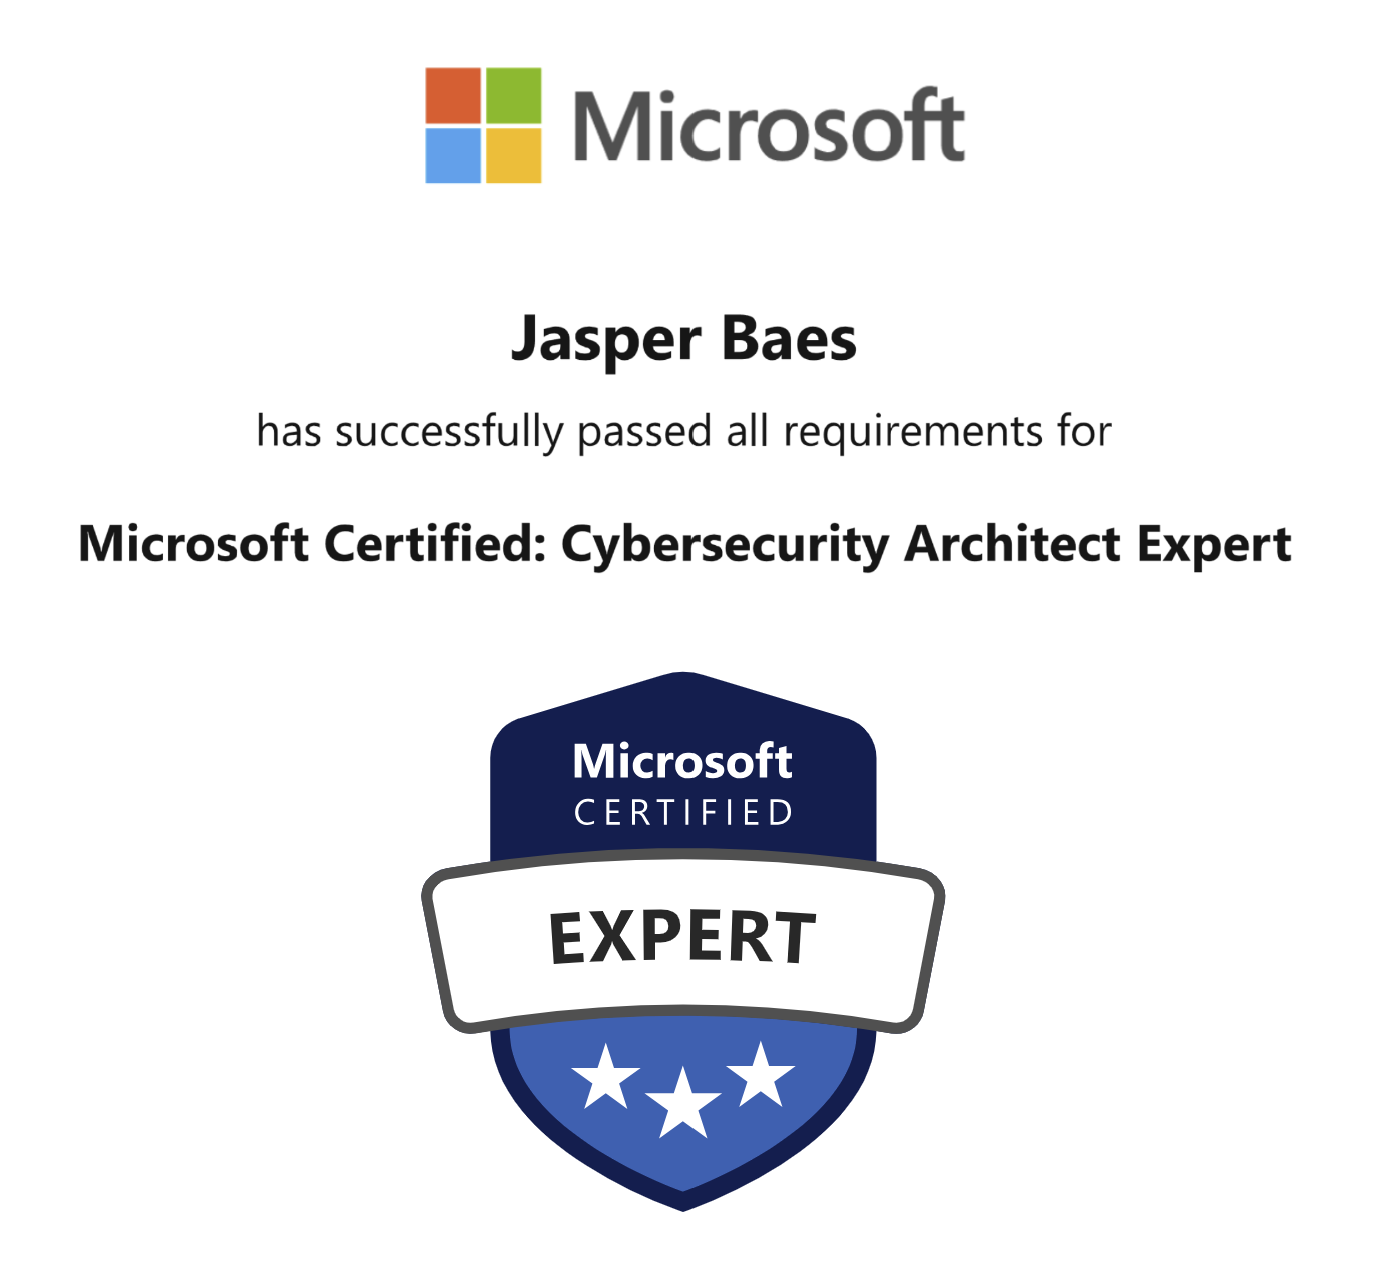 Microsoft
Jasper Baes
has successfully passed all requirements for
Microsoft Certified: Cybersecurity Architect Expert
Microsoft
CERTIFIED
EXPERT